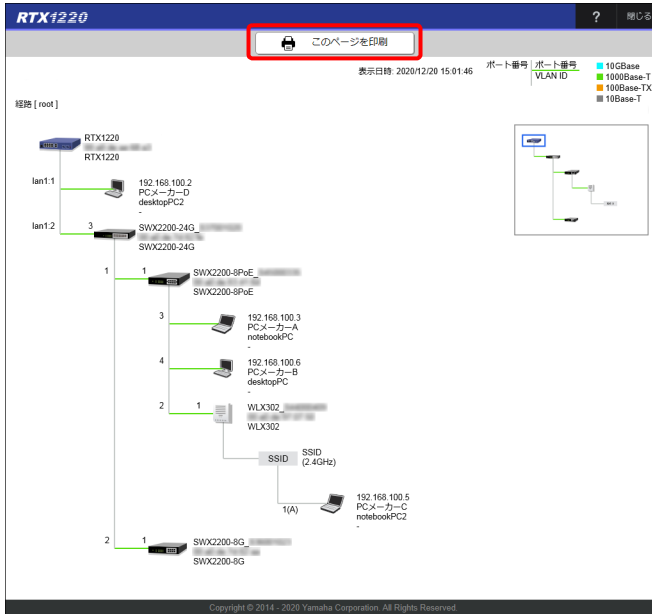 RTX1220
? 閉じる
このページを印刷
表示日時: 2020/12/20 15:01:46
ポート番号 ポート番号
VLAN ID
10GBase
1000Base-T
100Base-TX
10Base-T
経路 [ root ]
RTX1220
RTX1220
lan1:1
192.168.100.2
PCメーカーD
desktopPC2
-
lan1:2 3
SWX2200-24G_
SWX2200-24G
1 1
SWX2200-8PoE_
SWX2200-8PoE
3
192.168.100.3
PCメーカーA
notebookPC
-
4
192.168.100.6
PCメーカーB
desktopPC
-
2 1
WLX302_
WLX302
SSID
SSID
(2.4GHz)
1(A)
192.168.100.5
PCメーカーC
notebookPC2
-
2 1
SWX2200-8G_
SWX2200-8G
Copyright © 2014 - 2020 Yamaha Corporation. All Rights Reserved.